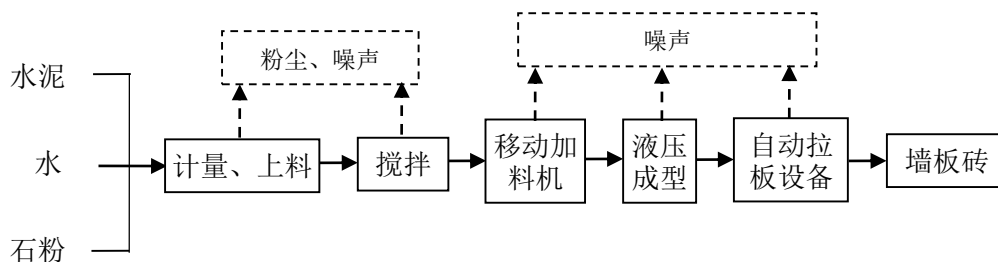 粉尘、噪声
噪声
水泥
水
石粉
计量、上料
搅拌
移动加
料机
液压
成型
自动拉
板设备
墙板砖